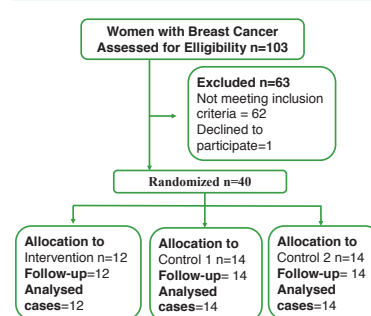 Women with Breast Cancer
Assessed for Elligibility n=103
Excluded n=63
Not meeting inclusion
criteria = 62
Declined to
participate=1
Randomized n=40
Allocation to
Intervention n=12
Follow-up=12
Analysed
cases=12
Allocation to
Control 1 n=14
Follow-up= 14
Analysed
cases=14
Allocation to
Control 2 n=14
Follow-up= 14
Analysed
cases=14